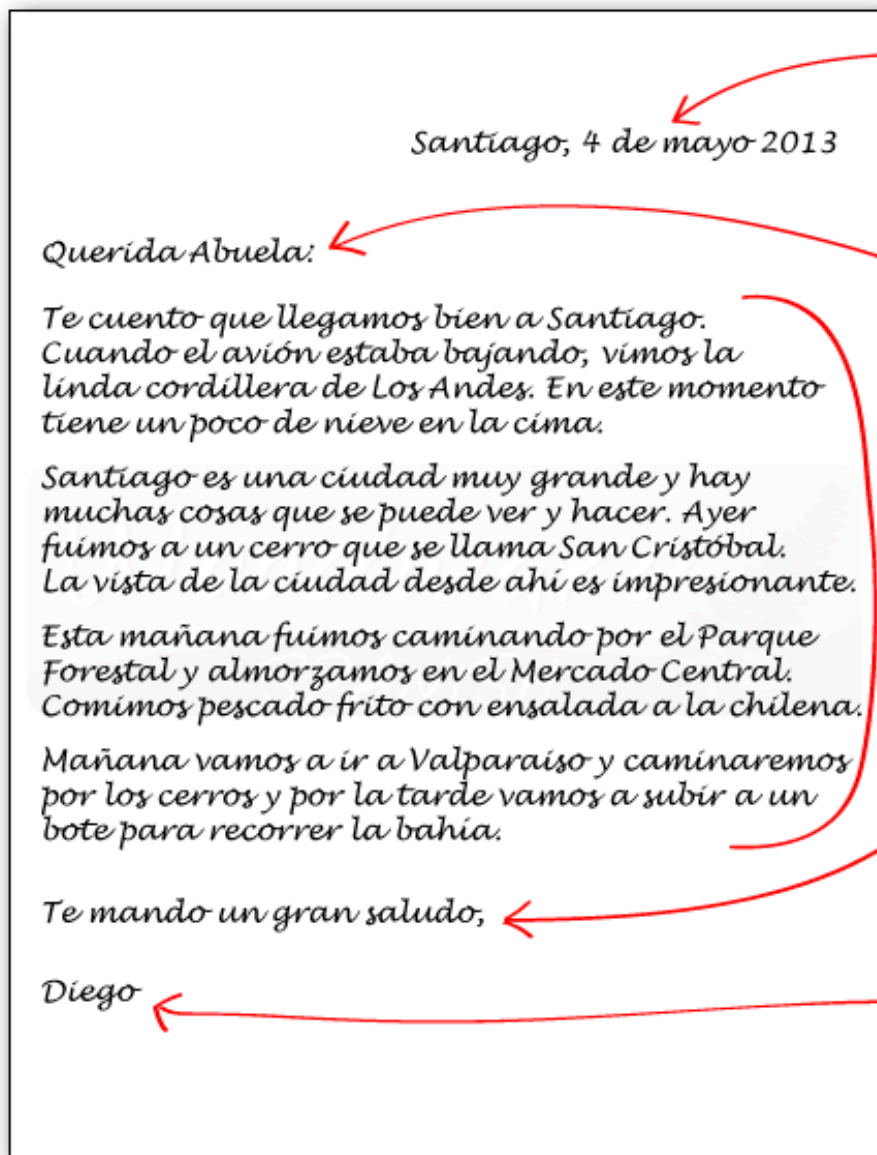 Santiago, 4 de mayo 2013
Querida Abuela:
Te cuento que llegamos bien a Santiago.
Cuando el avión estaba bajando, vimos la
linda cordillera de Los Andes. En este momento
tiene un poco de nieve en la cima.
Santiago es una ciudad muy grande y hay
muchas cosas que se puede ver y hacer. Ayer
fuimos a un cerro que se llama San Cristóbal.
La vista de la ciudad desde ahí es impresionante.
Esta mañana fuimos caminando por el Parque
Forestal y almorzamos en el Mercado Central.
Comimos pescado frito con ensalada a la chilena.
Mañana vamos a ir a Valparaíso y caminaremos
por los cerros y por la tarde vamos a subir a un
bote para recorrer la bahía.
Te mando un gran saludo,
Diego